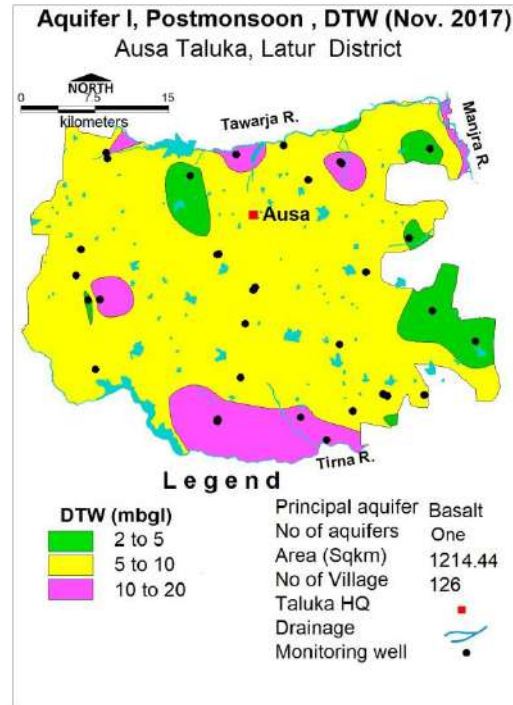 Aquifer I, Postmonsoon , DTW (Nov. 2017)
Ausa Taluka, Latur District
NORTH
0 7.5 15
kilometers
Tawarja R.
Manjra R.
Ausa
Tirna R.
Legend
DTW (mbgl)
2 to 5
5 to 10
10 to 20
Principal aquifer Basalt
No of aquifers One
Area (Sqkm) 1214.44
No of Village 126
Taluka HQ
Drainage
Monitoring well